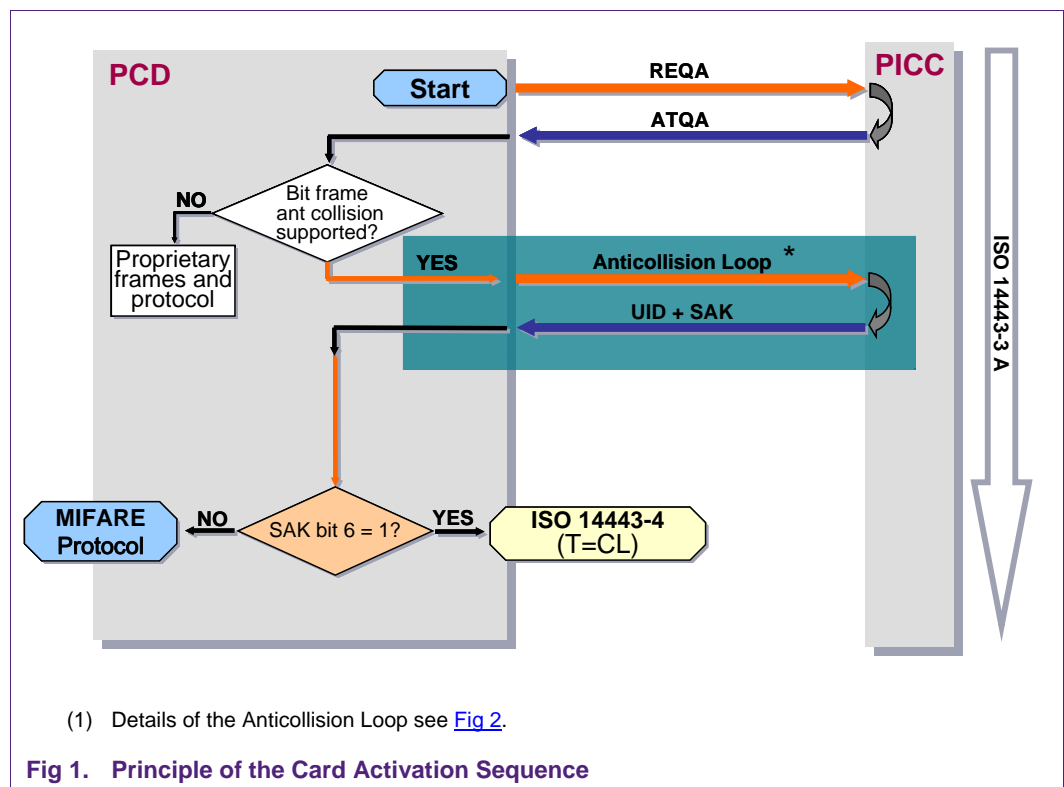 PCD
PICC
Start
REQA
ATQA
NO
Bit frame
ant collision
supported?
Proprietary
frames and
protocol
YES
Anticollision Loop *
UID + SAK
ISO 14443-3 A
MIFARE
Protocol
NO
SAK bit 6 = 1?
YES
ISO 14443-4
(T=CL)
(1) Details of the Anticollision Loop see Fig 2.
Fig 1. Principle of the Card Activation Sequence